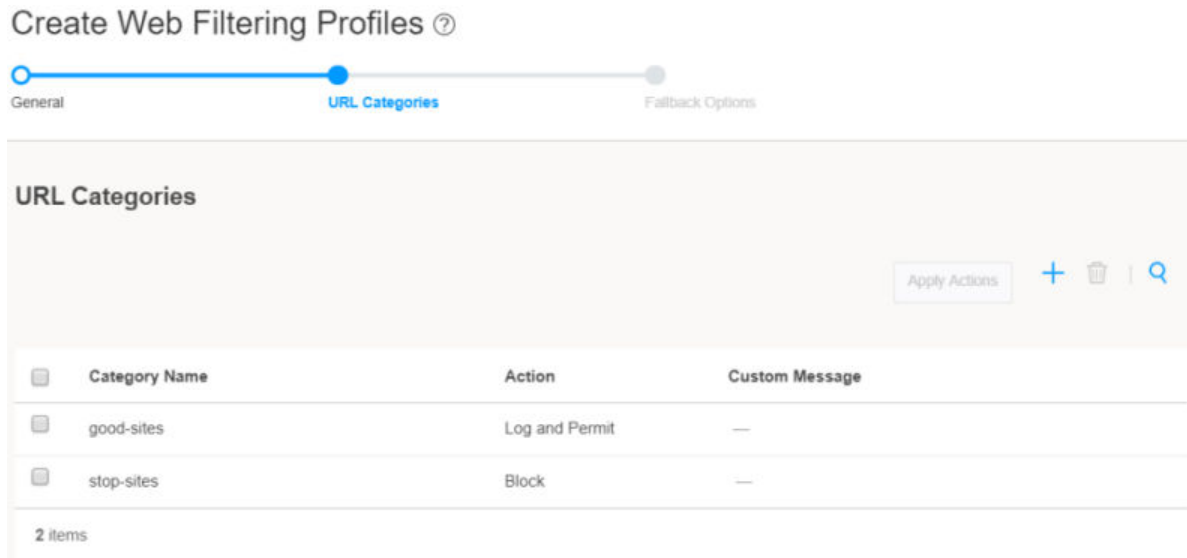 Create Web Filtering Profiles ?
General URL Categories Fallback Options
URL Categories
Apply Actions
Category Name Action Custom Message
good-sites Log and Permit —
stop-sites Block —
2 items